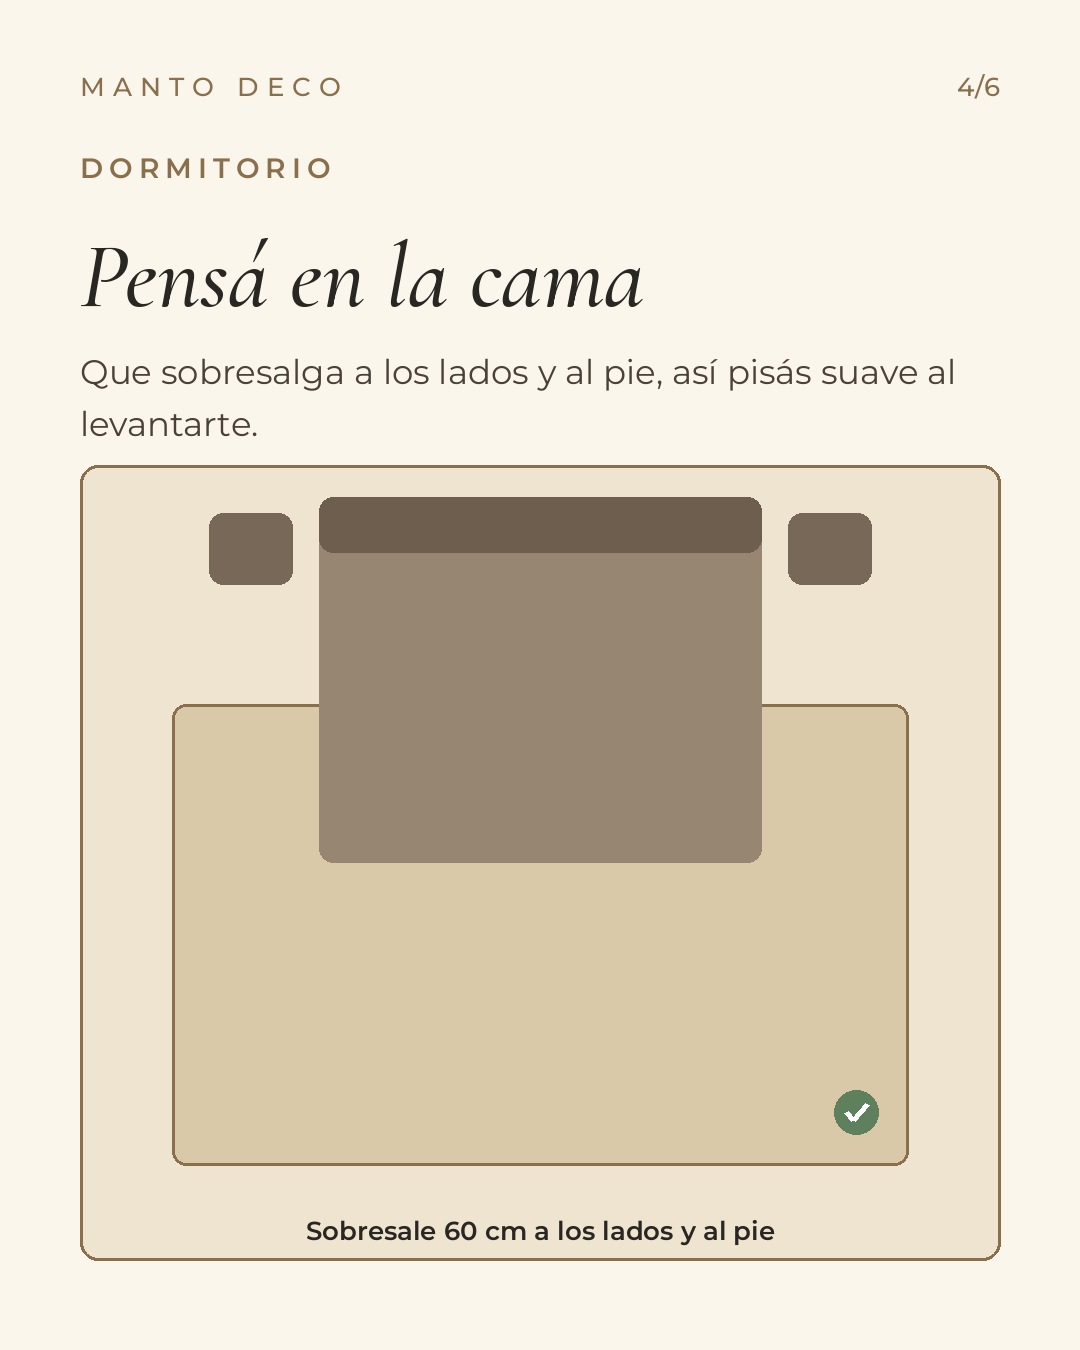 MANTO DECO
4/6
DORMITORIO
Pensá en la cama
Que sobresalga a los lados y al pie, así pisás suave al
levantarte.
Sobresale 60 cm a los lados y al pie